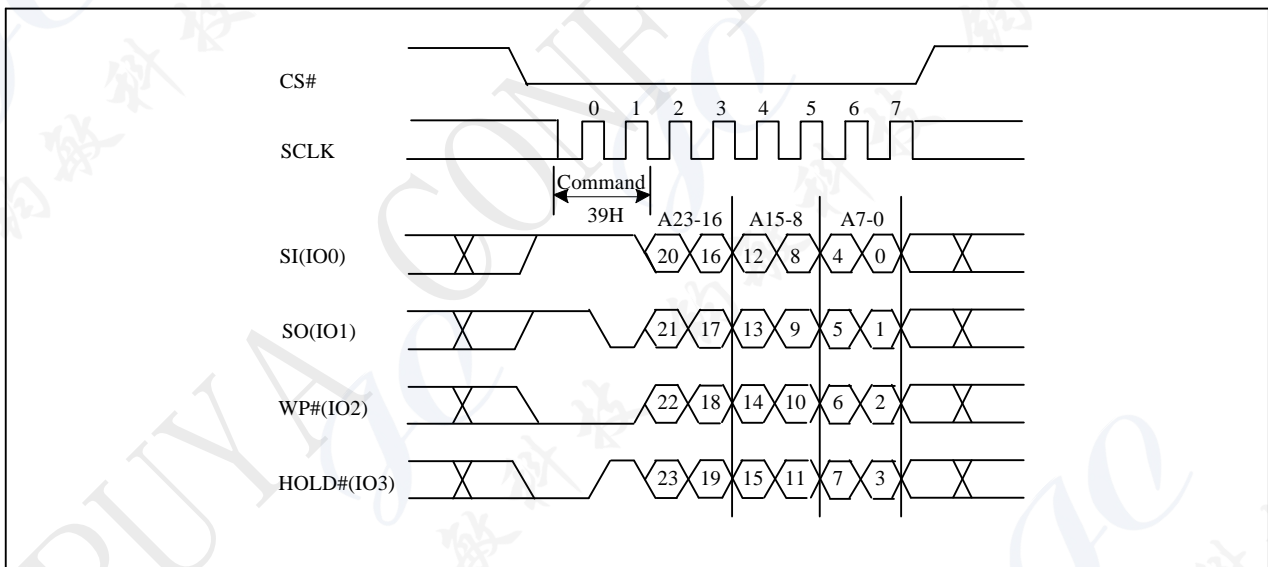 CS#
0 1 2 3 4 5 6 7
SCLK
Command
39H
A23-16 A15-8 A7-0
SI(IO0) 20 16 12 8 4 0
SO(IO1) 21 17 13 9 5 1
WP#(IO2) 22 18 14 10 6 2
HOLD#(IO3) 23 19 15 11 7 3
PUYA CONF